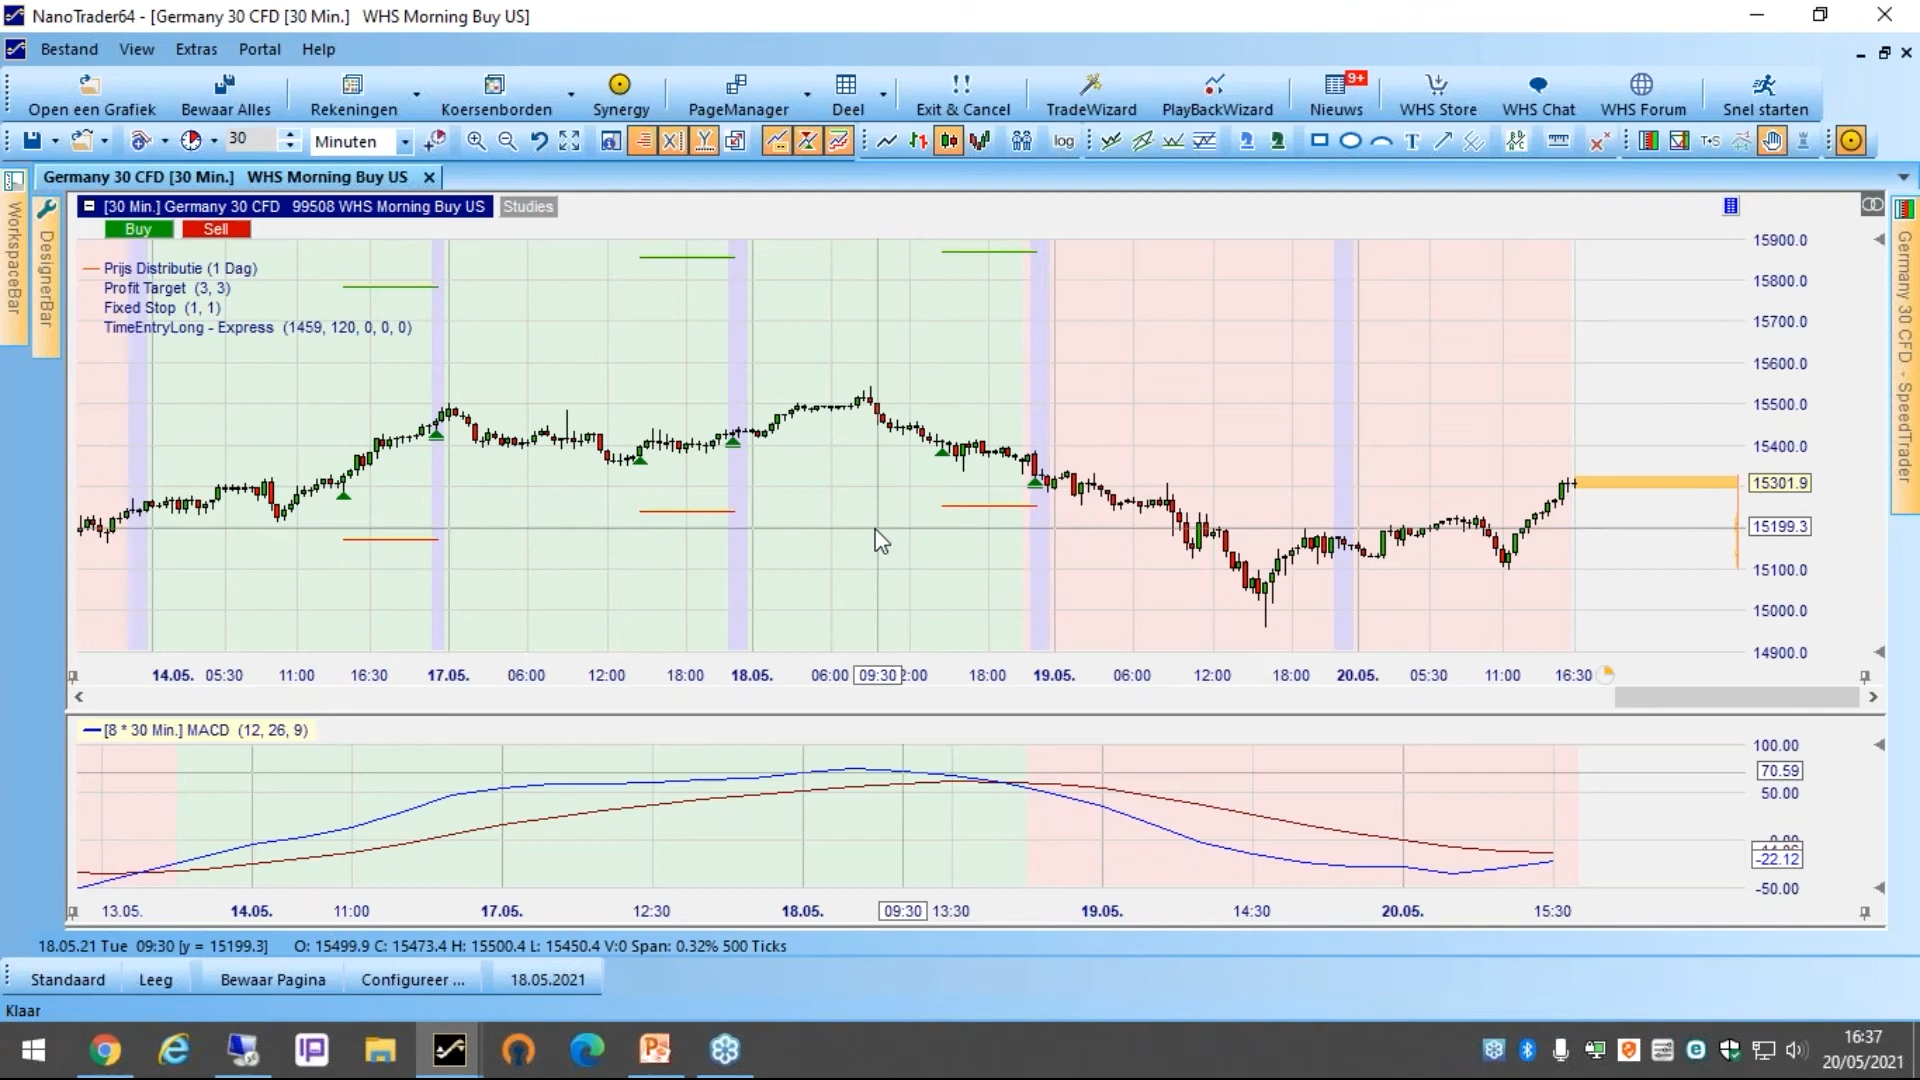 NanoTrader64 - [Germany 30 CFD [30 Min.]   WHS Morning Buy US]
Bestand View Extras Portal Help
Open een Grafiek Bewaar Alles Rekeningen Koersenborden Synergy PageManager Deel Exit & Cancel TradeWizard PlayBackWizard 9+ Nieuws WHS Store WHS Chat WHS Forum Snel starten
30 Minuten log T T+S
Germany 30 CFD [30 Min.]   WHS Morning Buy US
WorkspaceBar
DesignerBar
[30 Min.] Germany 30 CFD   99508 WHS Morning Buy US Studies
Buy Sell
Prijs Distributie (1 Dag)
Profit Target (3, 3)
Fixed Stop (1, 1)
TimeEntryLong - Express (1459, 120, 0, 0, 0)
15900.0
15800.0
15700.0
15600.0
15500.0
15400.0
15301.9
15199.3
15100.0
15000.0
14900.0
Germany 30 CFD - SpeedTrader
14.05. 05:30 11:00 16:30 17.05. 06:00 12:00 18:00 18.05. 06:00 09:30 2:00 18:00 19.05. 06:00 12:00 18:00 20.05. 05:30 11:00 16:30
[8 * 30 Min.] MACD (12, 26, 9)
100.00
70.59
50.00
-22.12
-50.00
13.05. 14.05. 11:00 17.05. 12:30 18.05. 09:30 13:30 19.05. 14:30 20.05. 15:30
18.05.21 Tue 09:30 [y = 15199.3] O: 15499.9 C: 15473.4 H: 15500.4 L: 15450.4 V:0 Span: 0.32% 500 Ticks
Standaard Leeg Bewaar Pagina Configureer ... 18.05.2021
Klaar
16:37
20/05/2021